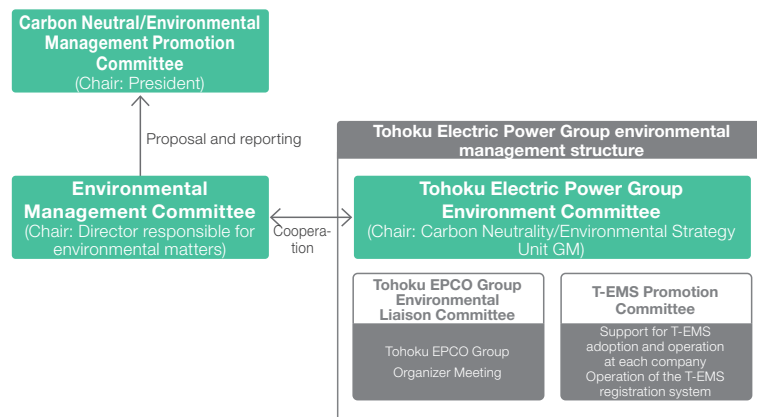 Carbon Neutral/Environmental
Management Promotion
Committee
(Chair: President)
Proposal and reporting
Tohoku Electric Power Group environmental
management structure
Environmental
Management Committee
(Chair: Director responsible for
environmental matters)
Coopera-
tion
Tohoku Electric Power Group
Environment Committee
(Chair: Carbon Neutrality/Environmental Strategy
Unit GM)
Tohoku EPCO Group
Environmental
Liaison Committee
Tohoku EPCO Group
Organizer Meeting
T-EMS Promotion
Committee
Support for T-EMS
adoption and operation
at each company
Operation of the T-EMS
registration system